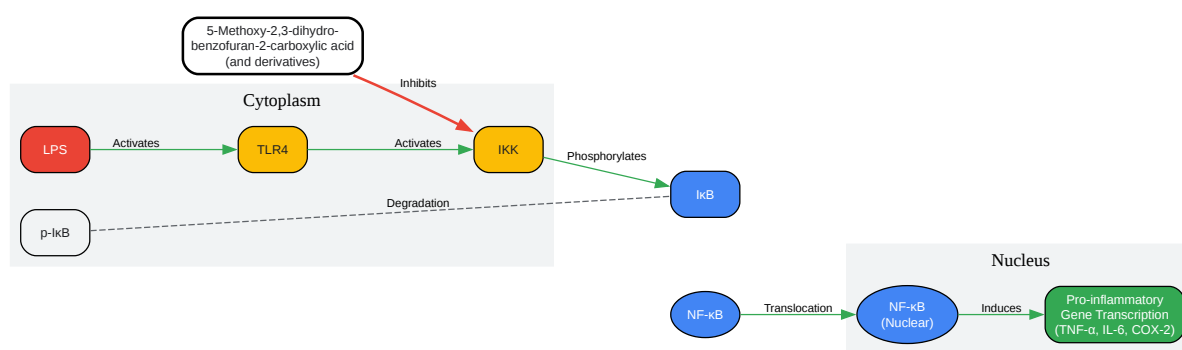 5-Methoxy-2,3-dihydro-
benzofuran-2-carboxylic acid
(and derivatives)
Inhibits
Cytoplasm
LPS
Activates
TLR4
Activates
IKK
Phosphorylates
IκB
Degradation
p-IκB
Nucleus
NF-κB
Translocation
NF-κB
(Nuclear)
Induces
Pro-inflammatory
Gene Transcription
(TNF-α, IL-6, COX-2)